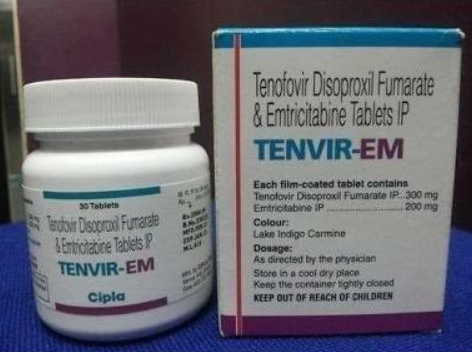 30 Tablets
Tenofovir Disoproxil Fumarate
& Emtricitabine Tablets IP
TENVIR-EM
Cipla
Tenofovir Disoproxil Fumarate
& Emtricitabine Tablets IP
TENVIR-EM
Each film-coated tablet contains
Tenofovir Disoproxil Fumarate IP...300 mg
Emtricitabine IP ........................ 200 mg
Colour:
Lake Indigo Carmine
Dosage:
As directed by the physician
Store in a cool dry place
Keep the container tightly closed
KEEP OUT OF REACH OF CHILDREN